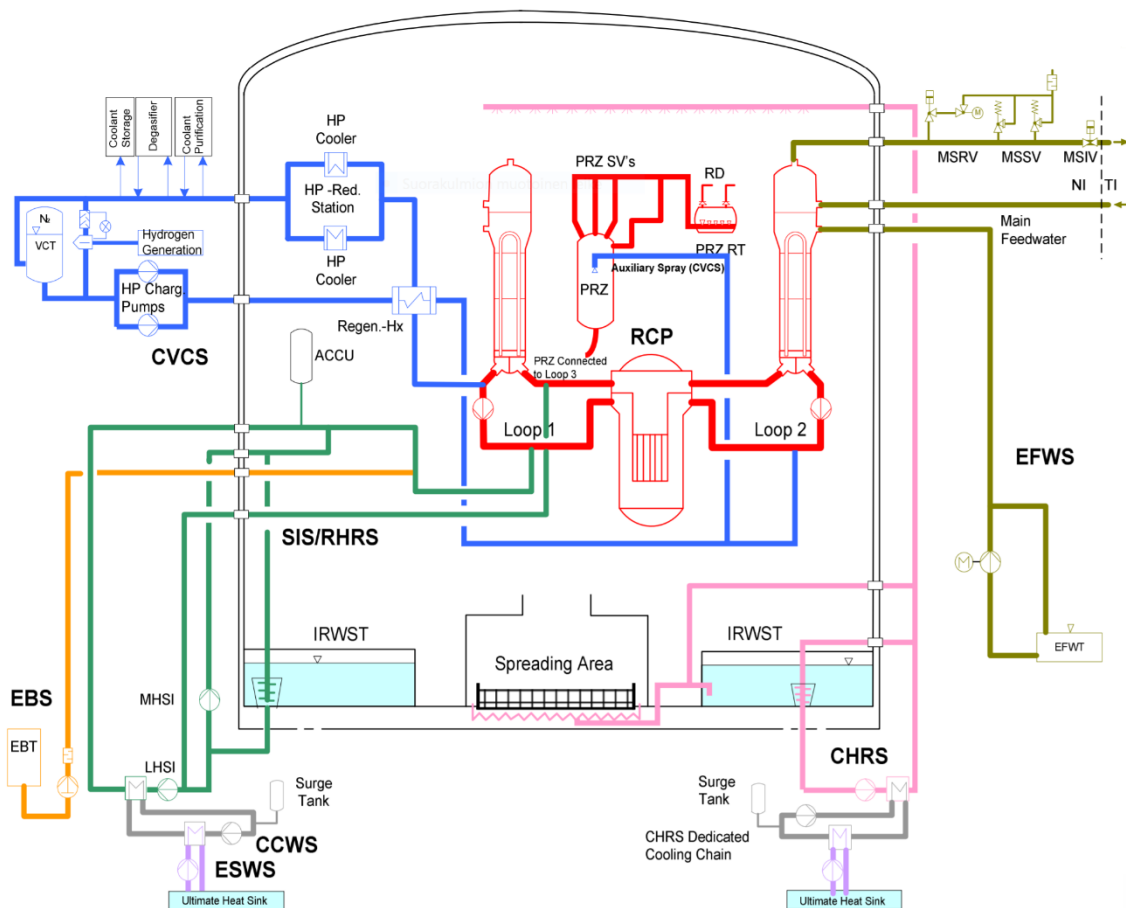 Coolant
Storage
Degasifier
Coolant
Purification
HP
Cooler
HP -Red.
Station
HP
Cooler
N₂
VCT
Hydrogen
Generation
HP Charg.
Pumps
CVCS
Regen.-Hx
ACCU
PRZ SV's
RD
PRZ RT
Auxiliary Spray (CVCS)
PRZ
PRZ Connected
to Loop 3
RCP
Loop 1
Loop 2
MSRV
MSSV
MSIV
M
NI
TI
Main
Feedwater
EFWS
M
EFWT
SIS/RHRS
IRWST
Spreading Area
IRWST
EBS
EBT
MHSI
LHSI
Surge
Tank
CCWS
ESWS
Ultimate Heat Sink
CHRS
Surge
Tank
CHRS Dedicated
Cooling Chain
Ultimate Heat Sink